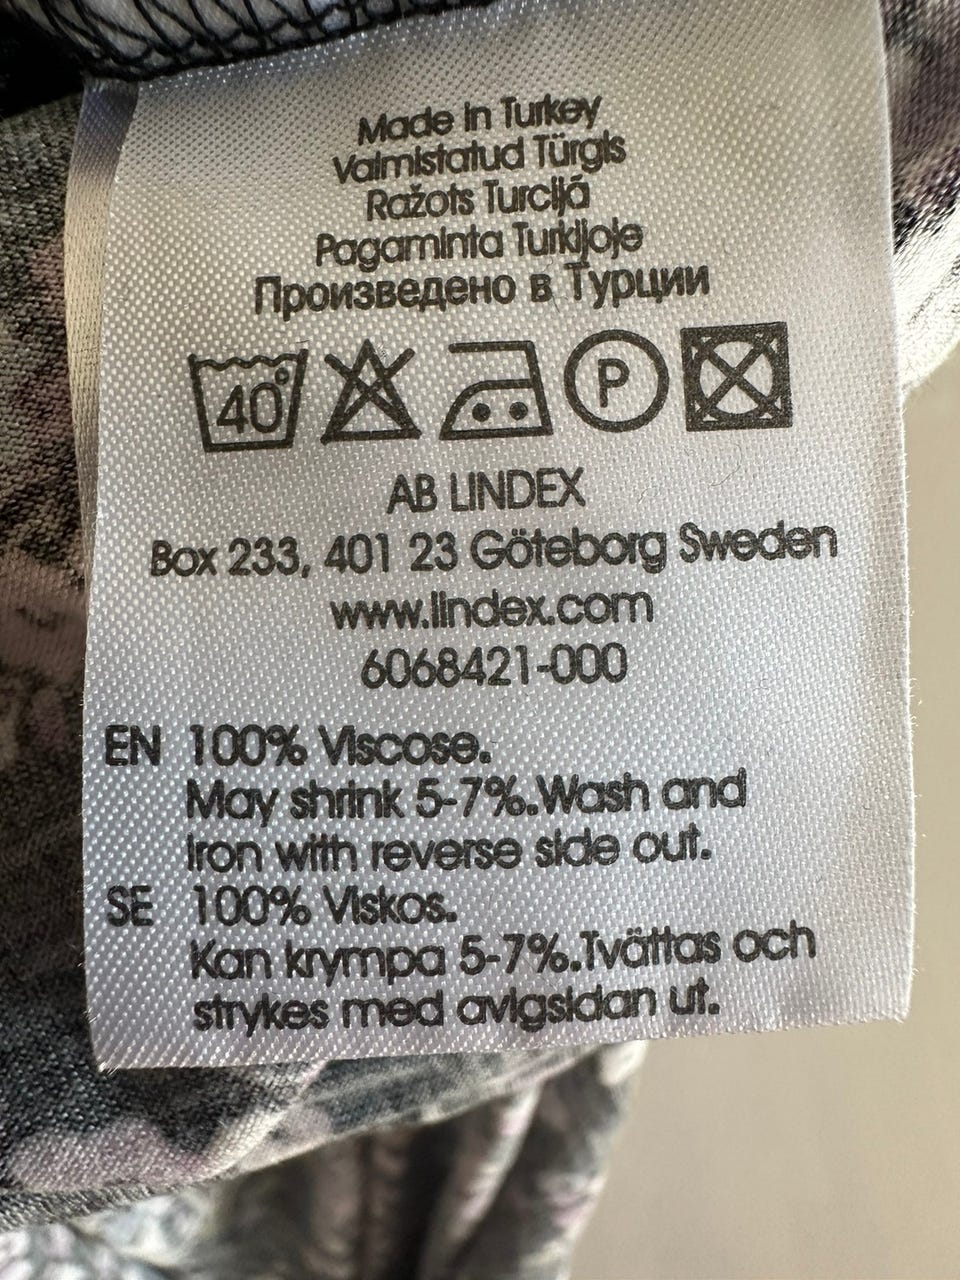 Made in Turkey
Valmistatud Türgis
Ražots Turcijā
Pagaminta Turkijoje
Произведено в Турции
40° P
AB LINDEX
Box 233, 401 23 Göteborg Sweden
www.lindex.com
6068421-000
EN 100% Viscose.
May shrink 5-7%.Wash and
Iron with reverse side out.
SE 100% Viskos.
Kan krympa 5-7%.Tvättas och
strykes med avigsidan ut.